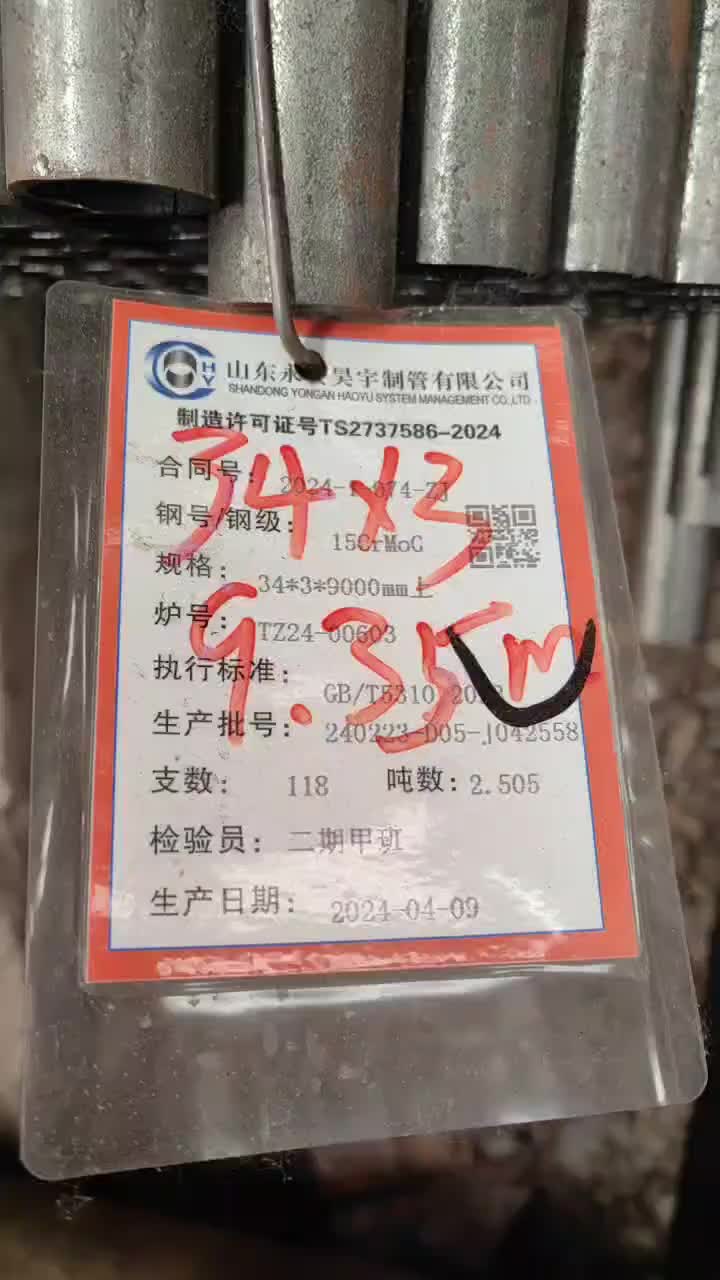 HY
山东永 昊宇制管有限公司
SHANDONG YONGAN HAOYU SYSTEM MANAGEMENT CO.,LTD
制造许可证号TS2737586-2024
合同号: 074-ZJ
34×3
钢号/钢级: 15CrMoG
规格: 34*3*9000mm上
炉号: TZ24-00603
9.35m
执行标准: GB/T5310
生产批号: 240223-D05-J042558
支数: 118 吨数: 2.505
检验员: 二期甲班
生产日期: 2024-04-09